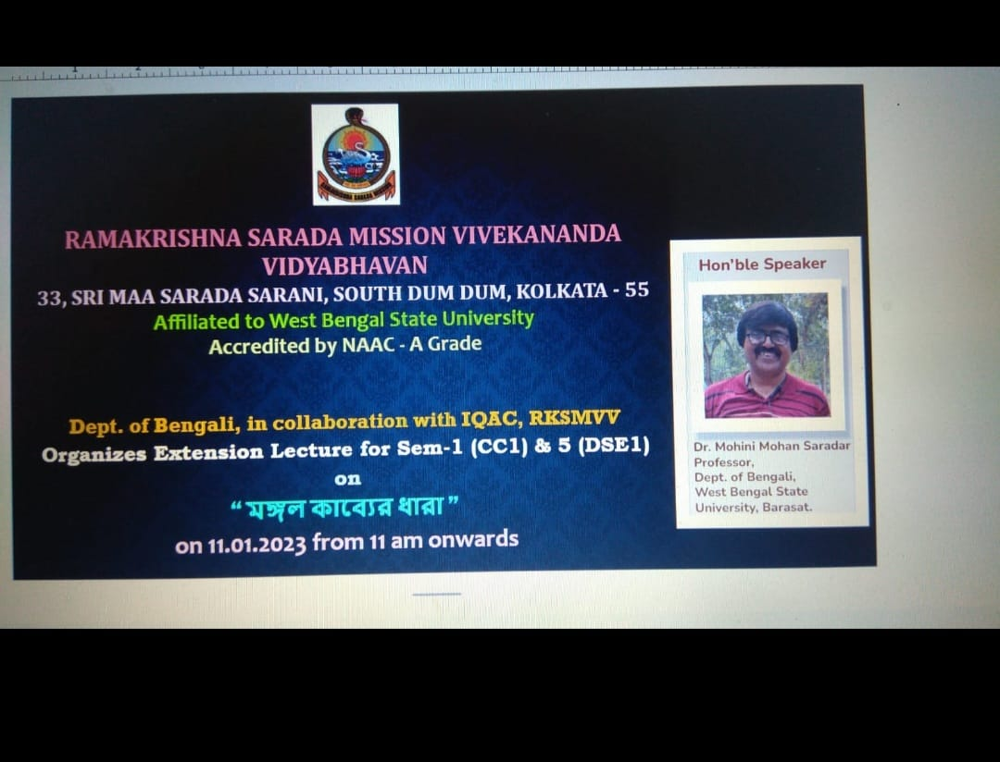 RAMAKRISHNA SARADA MISSION
RAMAKRISHNA SARADA MISSION VIVEKANANDA
VIDYABHAVAN
33, SRI MAA SARADA SARANI, SOUTH DUM DUM, KOLKATA - 55
Affiliated to West Bengal State University
Accredited by NAAC - A Grade
Dept. of Bengali, in collaboration with IQAC, RKSMVV
Organizes Extension Lecture for Sem-1 (CC1) & 5 (DSE1)
on
“মঙ্গল কাব্যের ধারা”
on 11.01.2023 from 11 am onwards
Hon'ble Speaker
Dr. Mohini Mohan Saradar
Professor,
Dept. of Bengali,
West Bengal State
University, Barasat.